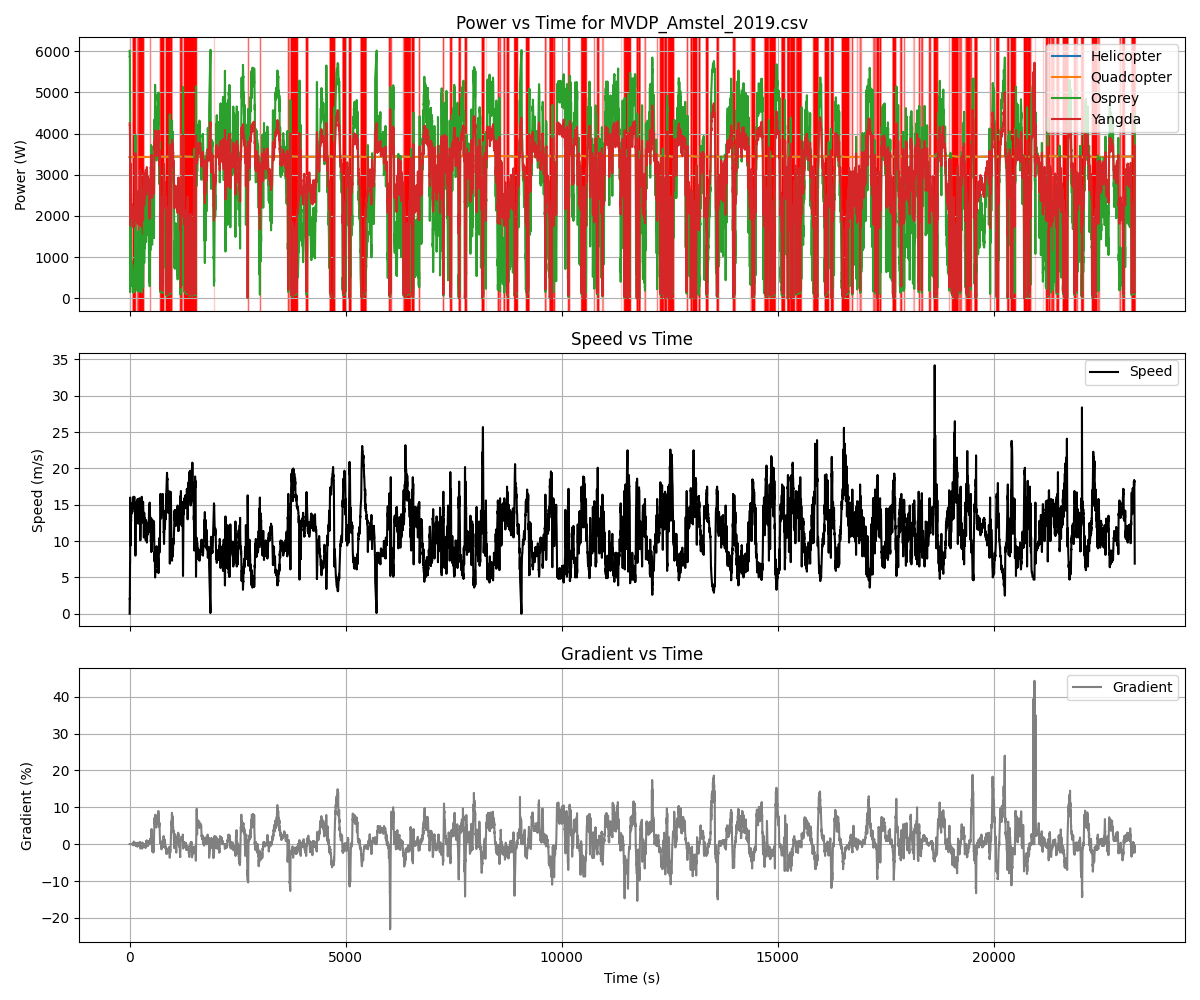 Power vs Time for MVDP_Amstel_2019.csv
Power (W)
6000
5000
4000
3000
2000
1000
0
Helicopter
Quadcopter
Osprey
Yangda
Speed vs Time
Speed (m/s)
35
30
25
20
15
10
5
0
Speed
Gradient vs Time
Gradient (%)
40
30
20
10
0
−10
−20
Gradient
0
5000
10000
15000
20000
Time (s)